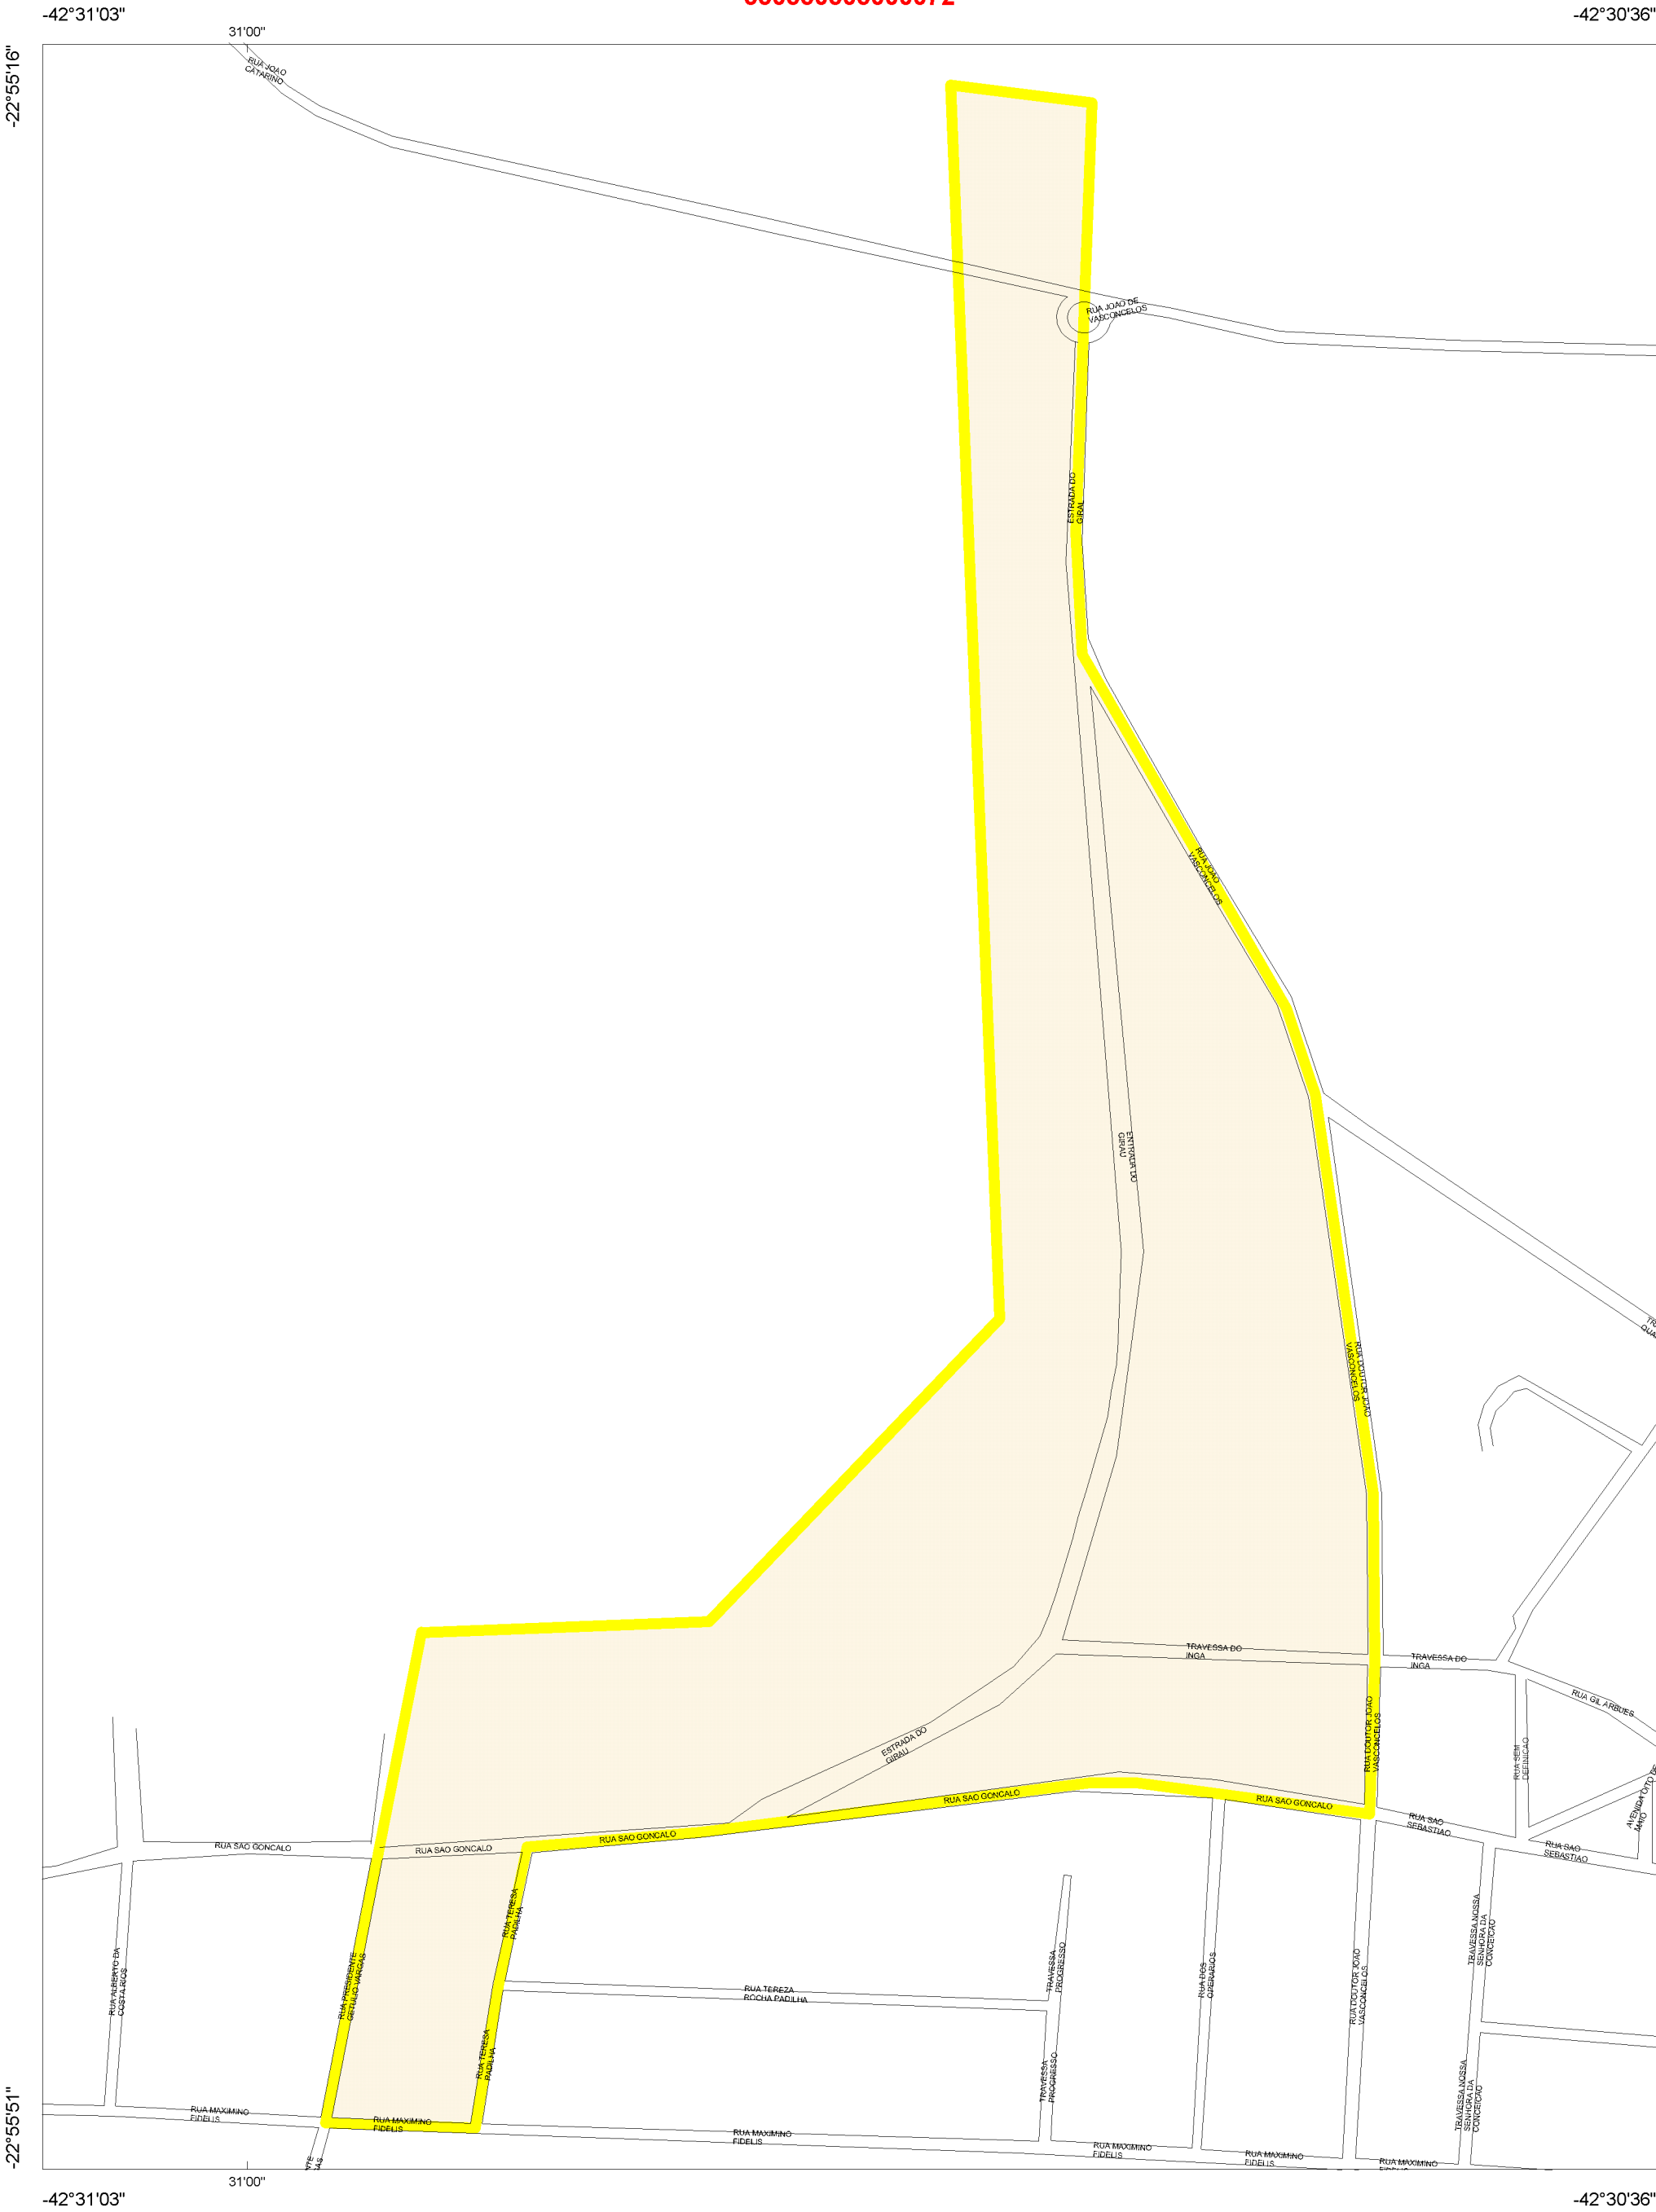 -42°31'03"
-42°30'36"
31'00"
-22°55'16"
RUA JOAO
CATARINO
RUA JOAO DE
VASCONCELOS
ESTRADA DO
GIRAL
RUA JOAO
VASCONCELOS
ENTRADA DO
GIRAU
RUA DOUTOR JOAO
VASCONCELOS
TRAVESSA DO
INGA
TRAVESSA DO
INGA
RUA GIL ARBUES
RUA DOUTOR JOAO
VASCONCELOS
RUA SEM
DEFINICAO
ESTRADA DO
GIRAU
AVENIDA OITO DE
MAIO
RUA SAO GONCALO
RUA SAO GONCALO
RUA SAO
SEBASTIAO
RUA SAO GONCALO
RUA SAO GONCALO
RUA SAO GONCALO
RUA SAO
SEBASTIAO
RUA TERESA
PADILHA
TRAVESSA NOSSA
SENHORA DA
CONCEICAO
RUA ALBERTO DA
COSTA RIOS
RUA PRESIDENTE
GETULIO VARGAS
RUA TEREZA
ROCHA PADILHA
TRAVESSA
PROGRESSO
RUA DOS
OPERARIOS
RUA DOUTOR JOAO
VASCONCELOS
RUA TERESA
PADILHA
TRAVESSA
PROGRESSO
TRAVESSA NOSSA
SENHORA DA
CONCEICAO
-22°55'51"
RUA MAXIMINO
FIDELIS
RUA MAXIMINO
FIDELIS
RUA MAXIMINO
FIDELIS
RUA MAXIMINO
FIDELIS
RUA MAXIMINO
FIDELIS
RUA MAXIMINO
FIDELIS
31'00"
-42°31'03"
-42°30'36"